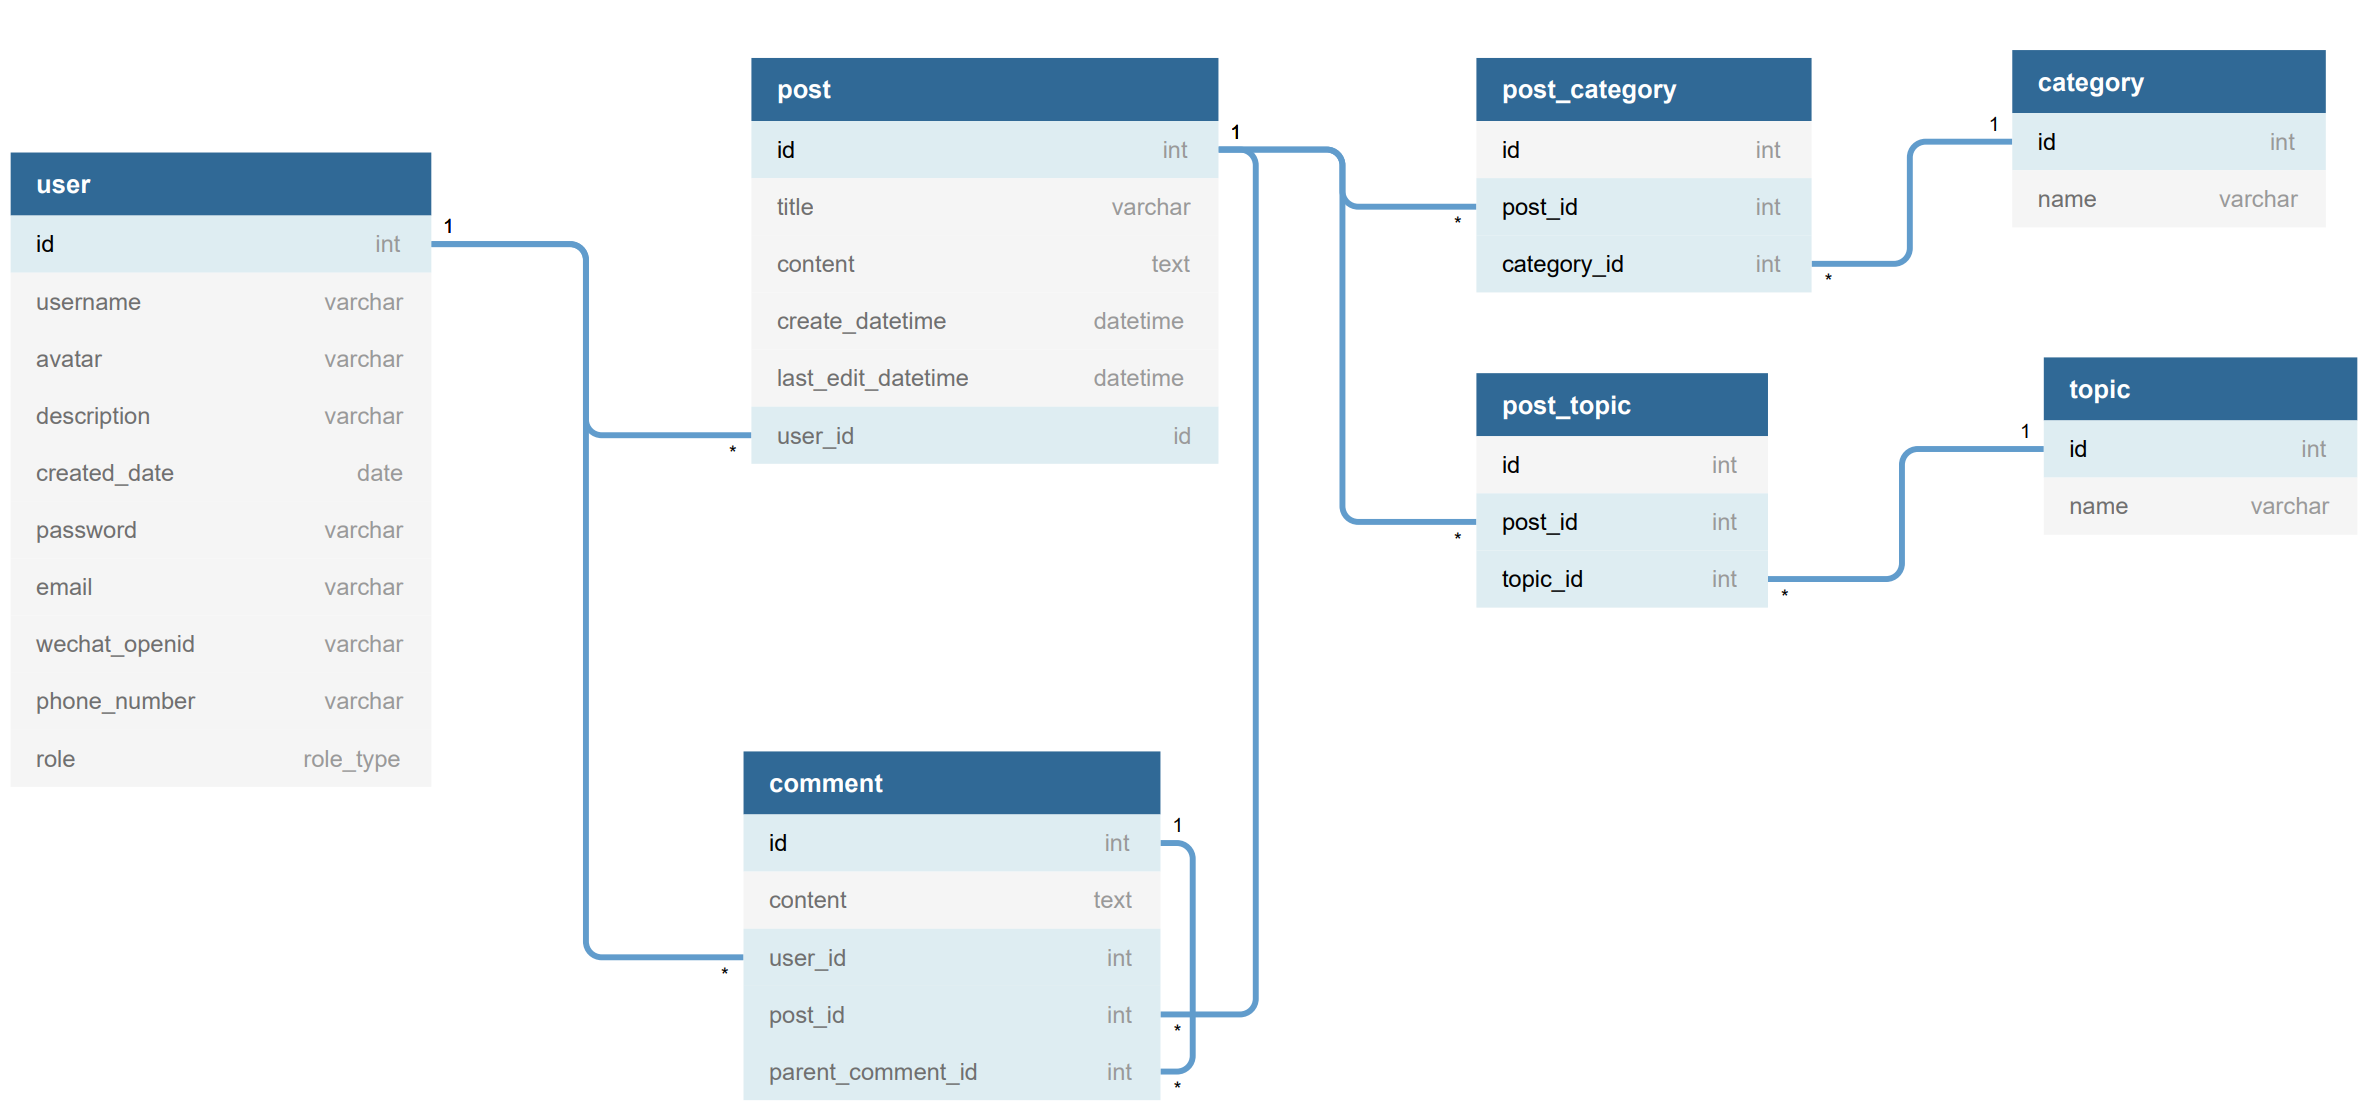 user
id int
username varchar
avatar varchar
description varchar
created_date date
password varchar
email varchar
wechat_openid varchar
phone_number varchar
role role_type
1
post
id int
title varchar
content text
create_datetime datetime
last_edit_datetime datetime
user_id id
1
*
comment
id int
content text
user_id int
post_id int
parent_comment_id int
1
*
*
*
post_category
id int
post_id int
category_id int
*
*
post_topic
id int
post_id int
topic_id int
*
*
category
id int
name varchar
1
topic
id int
name varchar
1